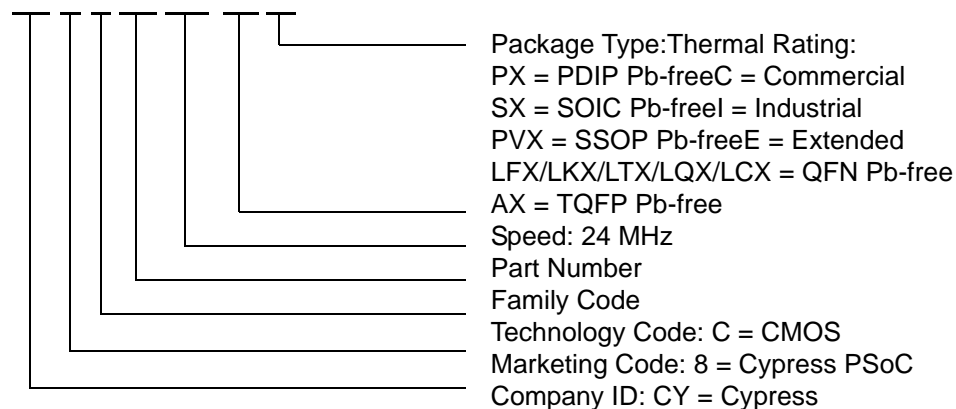 Package Type:Thermal Rating:
PX = PDIP Pb-freeC = Commercial
SX = SOIC Pb-freeI = Industrial
PVX = SSOP Pb-freeE = Extended
LFX/LKX/LTX/LQX/LCX = QFN Pb-free
AX = TQFP Pb-free
Speed: 24 MHz
Part Number
Family Code
Technology Code: C = CMOS
Marketing Code: 8 = Cypress PSoC
Company ID: CY = Cypress